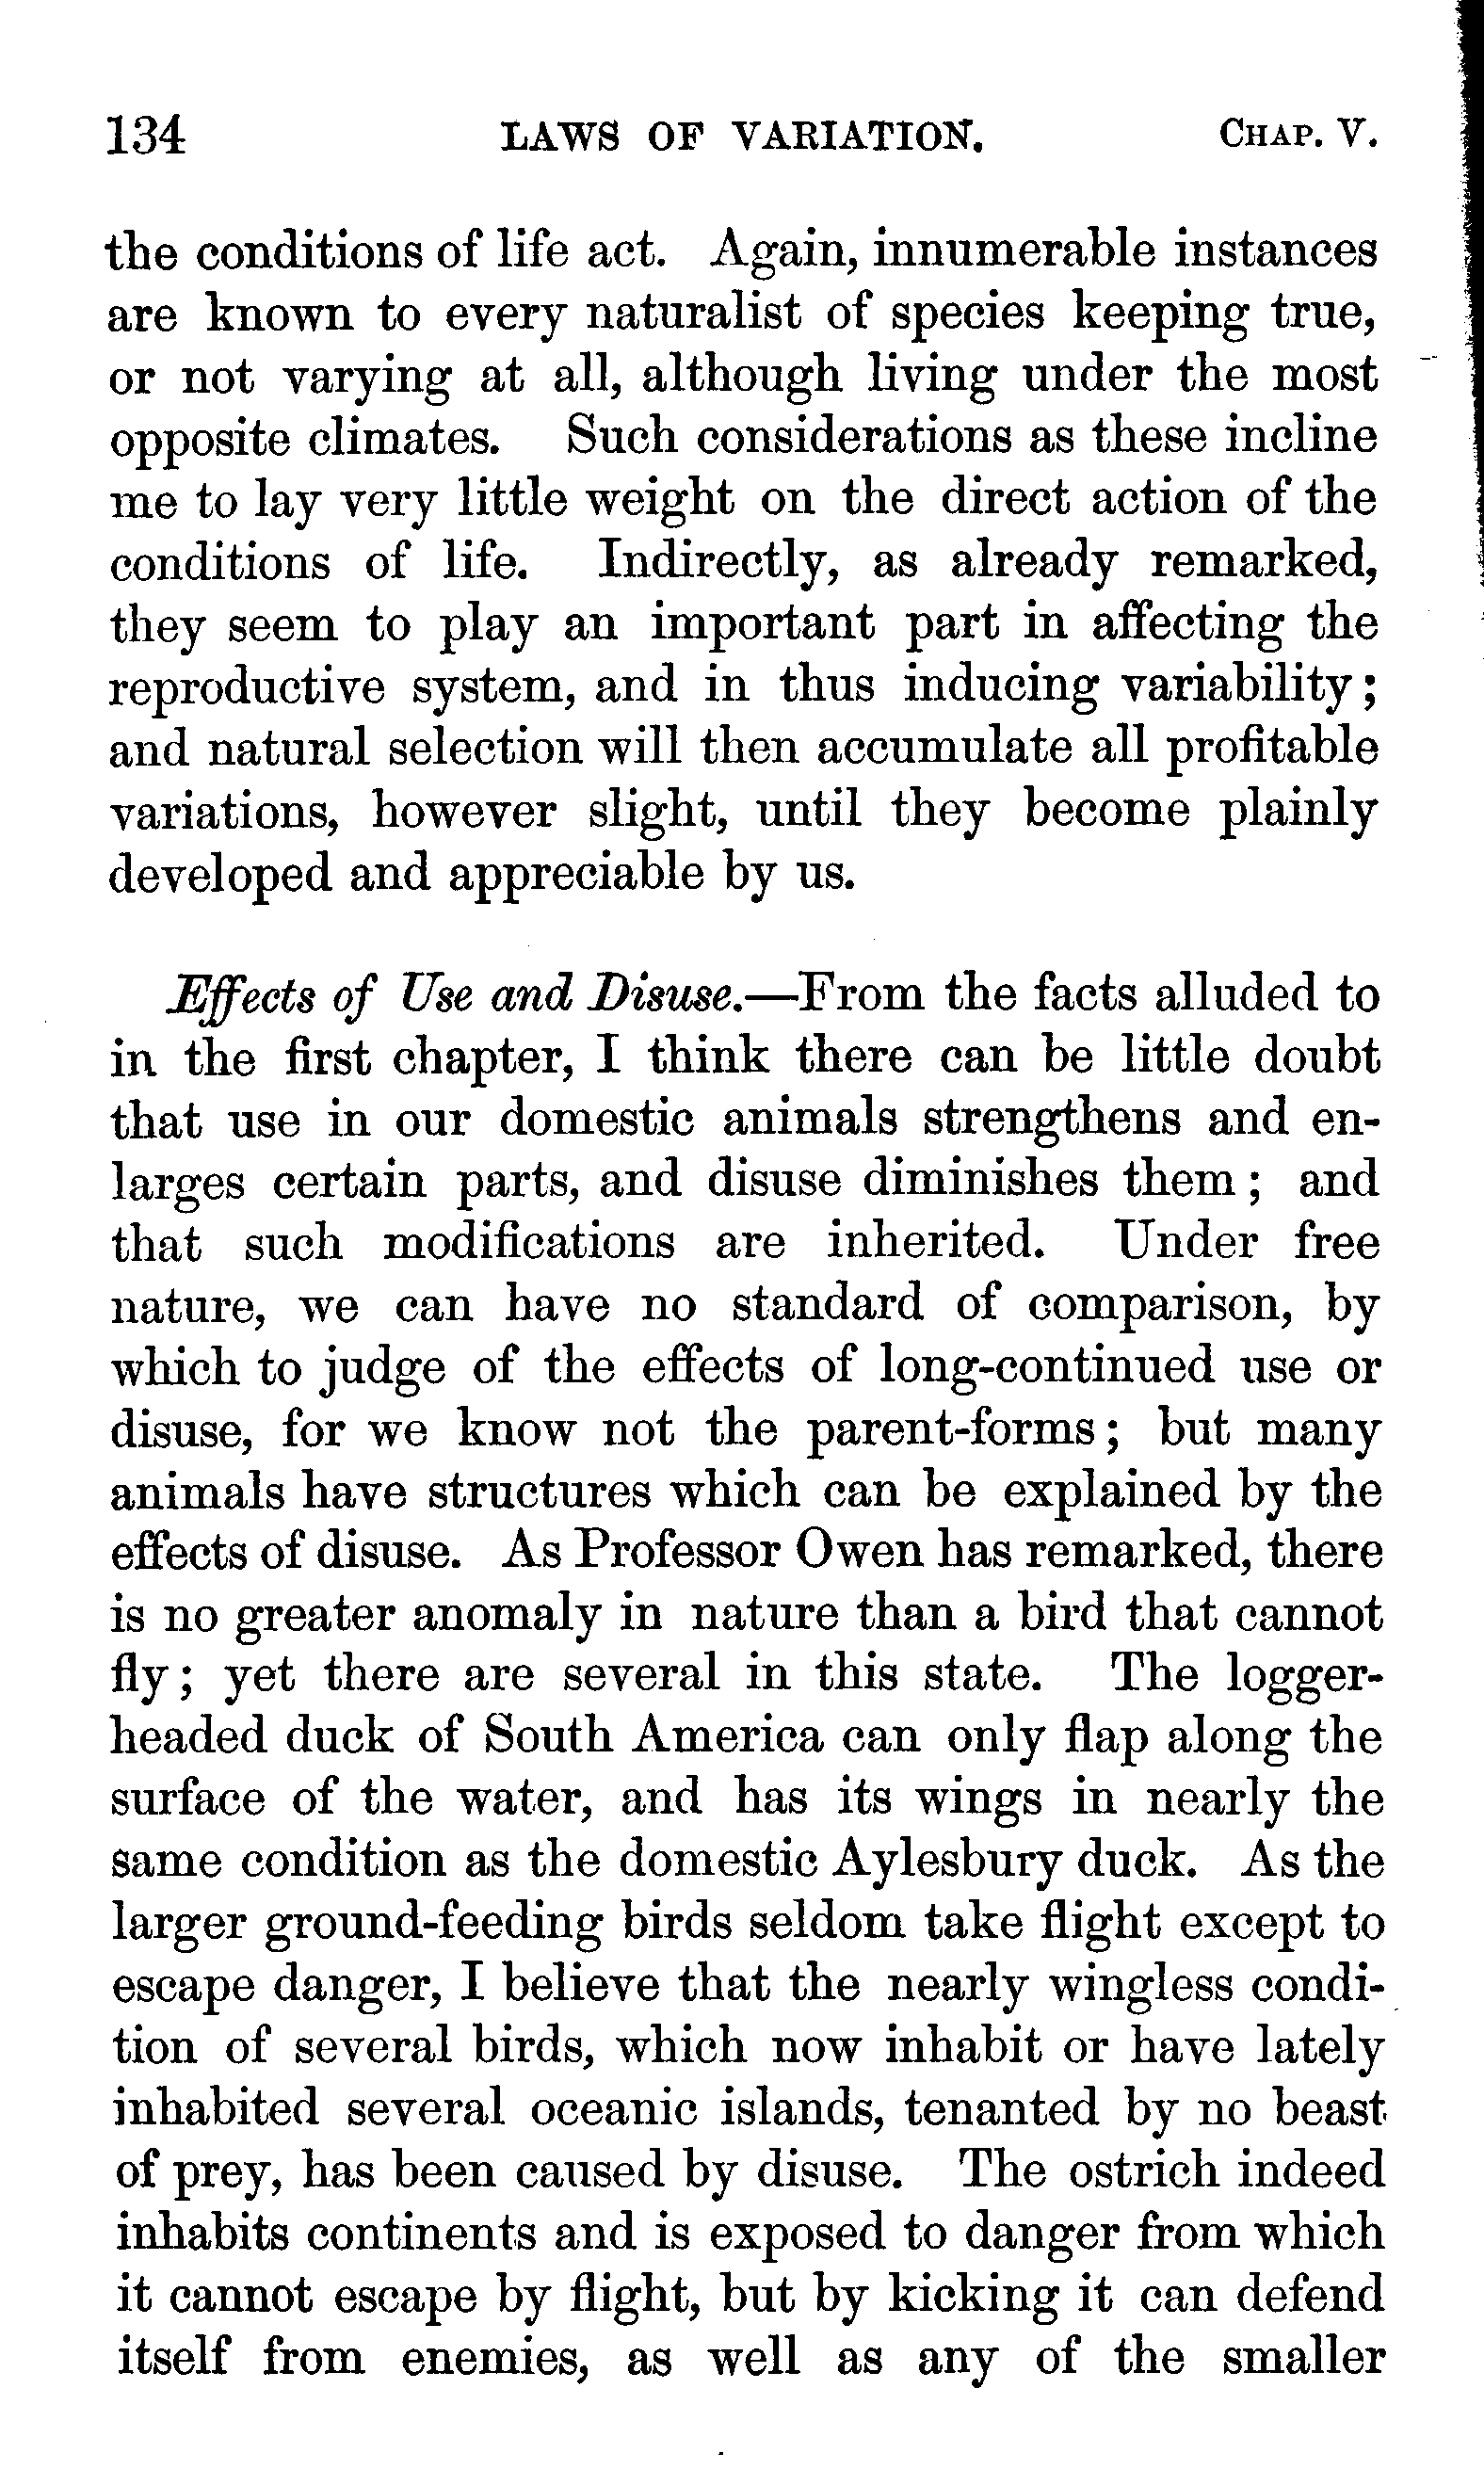 134 LAWS OF VARIATION. CHAP. V.
the conditions of life act. Again, innumerable instances
are known to every naturalist of species keeping true,
or not varying at all, although living under the most
opposite climates. Such considerations as these incline
me to lay very little weight on the direct action of the
conditions of life. Indirectly, as already remarked,
they seem to play an important part in affecting the
reproductive system, and in thus inducing variability;
and natural selection will then accumulate all profitable
variations, however slight, until they become plainly
developed and appreciable by us.
Effects of Use and Disuse.—From the facts alluded to
in the first chapter, I think there can be little doubt
that use in our domestic animals strengthens and en-
larges certain parts, and disuse diminishes them; and
that such modifications are inherited. Under free
nature, we can have no standard of comparison, by
which to judge of the effects of long-continued use or
disuse, for we know not the parent-forms; but many
animals have structures which can be explained by the
effects of disuse. As Professor Owen has remarked, there
is no greater anomaly in nature than a bird that cannot
fly; yet there are several in this state. The logger-
headed duck of South America can only flap along the
surface of the water, and has its wings in nearly the
same condition as the domestic Aylesbury duck. As the
larger ground-feeding birds seldom take flight except to
escape danger, I believe that the nearly wingless condi-
tion of several birds, which now inhabit or have lately
inhabited several oceanic islands, tenanted by no beast
of prey, has been caused by disuse. The ostrich indeed
inhabits continents and is exposed to danger from which
it cannot escape by flight, but by kicking it can defend
itself from enemies, as well as any of the smaller